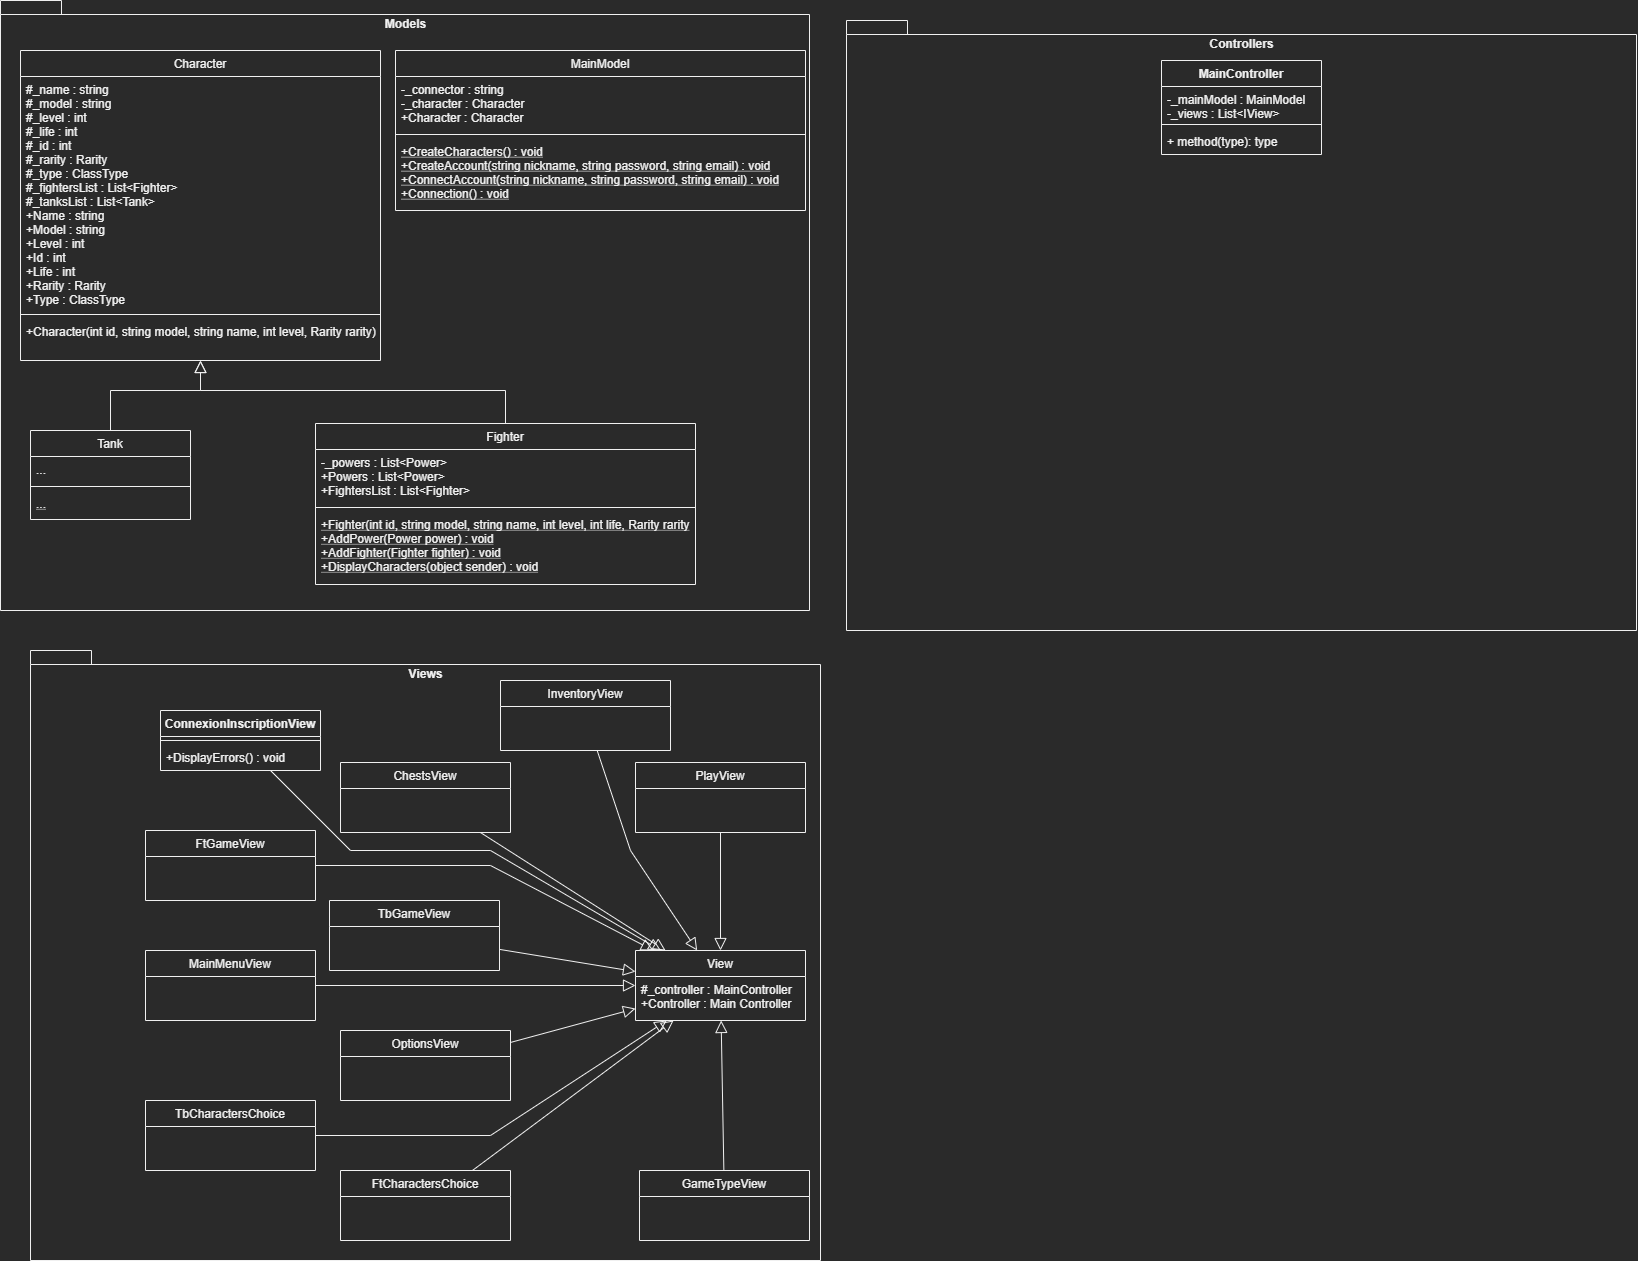 Models
Character
#_name : string
#_model : string
#_level : int
#_life : int
#_id : int
#_rarity : Rarity
#_type : ClassType
#_fightersList : List<Fighter>
#_tanksList : List<Tank>
+Name : string
+Model : string
+Level : int
+Id : int
+Life : int
+Rarity : Rarity
+Type : ClassType
+Character(int id, string model, string name, int level, Rarity rarity)
MainModel
-_connector : string
-_character : Character
+Character : Character
+CreateCharacters() : void
+CreateAccount(string nickname, string password, string email) : void
+ConnectAccount(string nickname, string password, string email) : void
+Connection() : void
Tank
...
...
Fighter
-_powers : List<Power>
+Powers : List<Power>
+FightersList : List<Fighter>
+Fighter(int id, string model, string name, int level, int life, Rarity rarity
+AddPower(Power power) : void
+AddFighter(Fighter fighter) : void
+DisplayCharacters(object sender) : void
Controllers
MainController
-_mainModel : MainModel
-_views : List<IView>
+ method(type): type
Views
InventoryView
ConnexionInscriptionView
+DisplayErrors() : void
ChestsView
PlayView
FtGameView
TbGameView
MainMenuView
View
#_controller : MainController
+Controller : Main Controller
OptionsView
TbCharactersChoice
FtCharactersChoice
GameTypeView